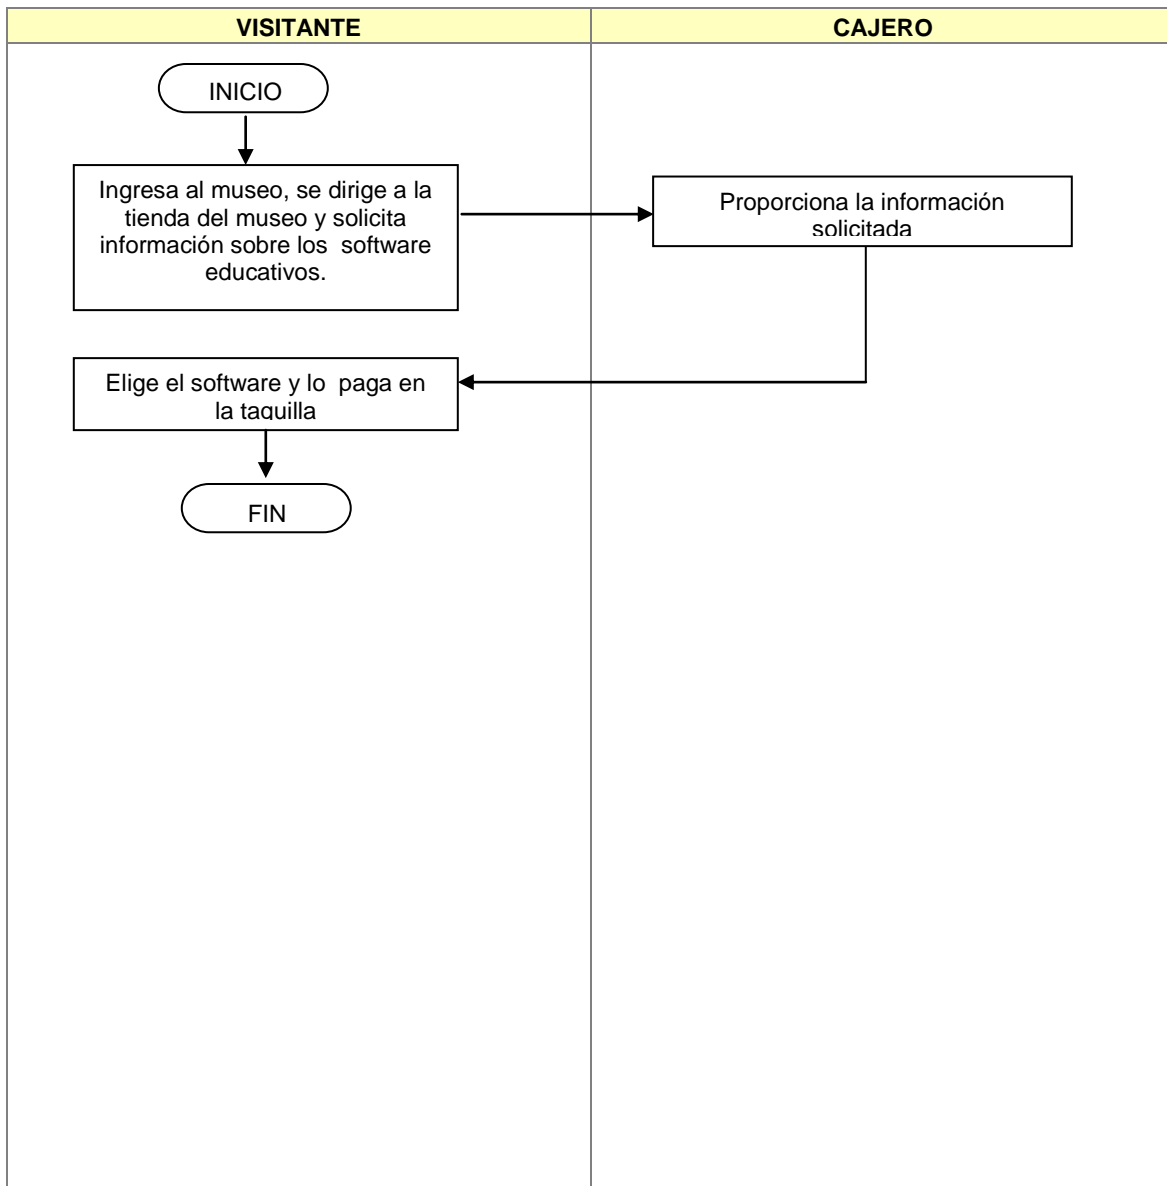 VISITANTE
CAJERO
INICIO
Ingresa al museo, se dirige a la
tienda del museo y solicita
información sobre los software
educativos.
Proporciona la información
solicitada
Elige el software y lo paga en
la taquilla
FIN